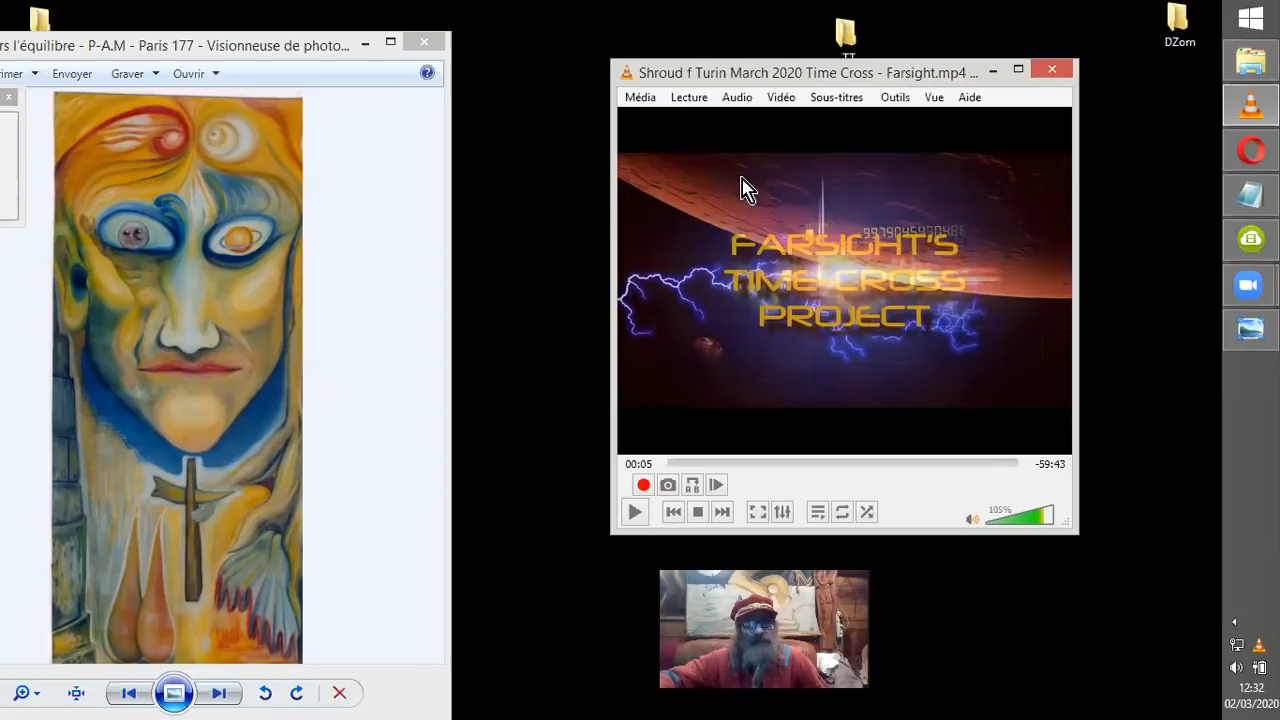 DZom
rs l'équilibre - P-A.M - Paris 177 - Visionneuse de photo...
rimer Envoyer Graver Ouvrir
Shroud f Turin March 2020 Time Cross - Farsight.mp4 ...
Média Lecture Audio Vidéo Sous-titres Outils Vue Aide
FARSIGHT'S
TIME-CROSS
PROJECT
00:05 -59:43
105%
12:32
02/03/2020